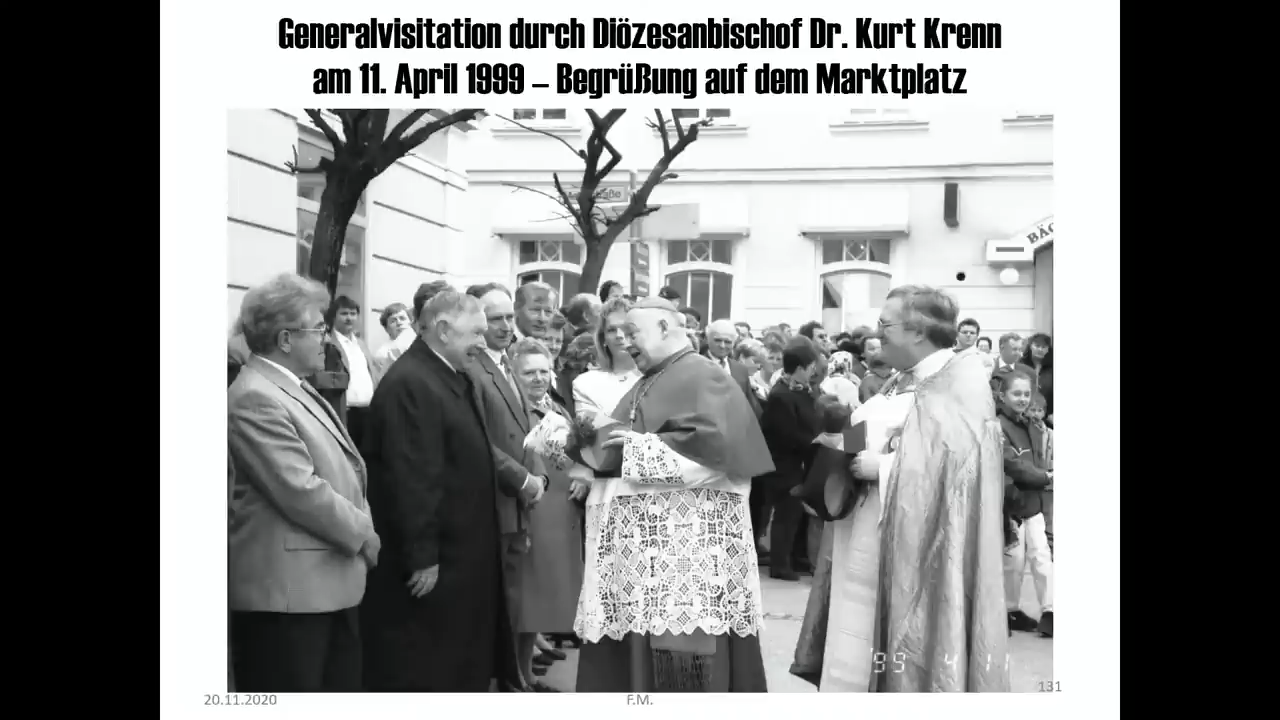 Generalvisitation durch Diözesanbischof Dr. Kurt Krenn
am 11. April 1999 – Begrüßung auf dem Marktplatz
'99 4 11
20.11.2020
F.M.
131